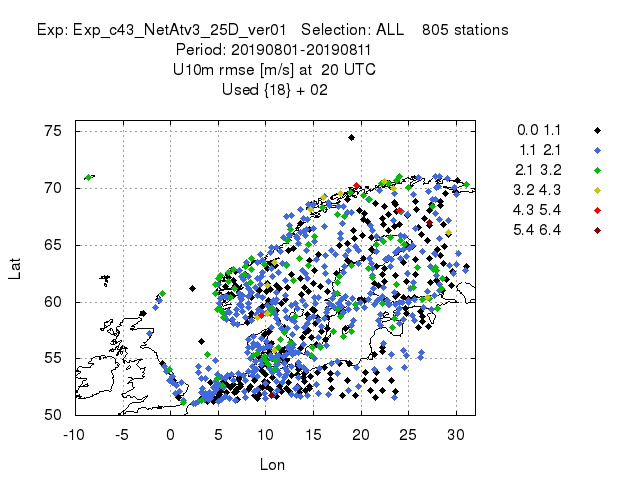 Exp: Exp_c43_NetAtv3_25D_ver01 Selection: ALL 805 stations
Period: 20190801-20190811
U10m rmse [m/s] at 20 UTC
Used {18} + 02
0.0 1.1
1.1 2.1
2.1 3.2
3.2 4.3
4.3 5.4
5.4 6.4
75
70
65
60
55
50
Lat
-10 -5 0 5 10 15 20 25 30
Lon